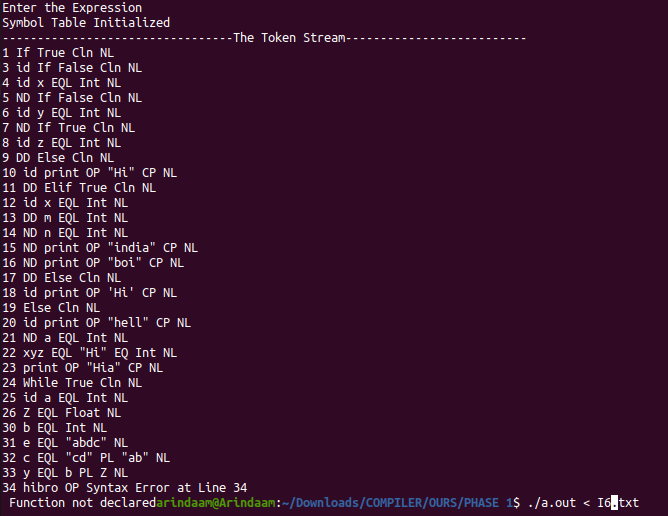 Enter the Expression
Symbol Table Initialized
---------------------------------The Token Stream--------------------------
1 If True Cln NL
3 id If False Cln NL
4 id x EQL Int NL
5 ND If False Cln NL
6 id y EQL Int NL
7 ND If True Cln NL
8 id z EQL Int NL
9 DD Else Cln NL
10 id print OP "Hi" CP NL
11 DD Elif True Cln NL
12 id x EQL Int NL
13 DD m EQL Int NL
14 ND n EQL Int NL
15 ND print OP "india" CP NL
16 ND print OP "boi" CP NL
17 DD Else Cln NL
18 id print OP 'Hi' CP NL
19 Else Cln NL
20 id print OP "hell" CP NL
21 ND a EQL Int NL
22 xyz EQL "Hi" EQ Int NL
23 print OP "Hia" CP NL
24 While True Cln NL
25 id a EQL Int NL
26 Z EQL Float NL
30 b EQL Int NL
31 e EQL "abdc" NL
32 c EQL "cd" PL "ab" NL
33 y EQL b PL Z NL
34 hibro OP Syntax Error at Line 34
 Function not declaredarindaam@Arindaam:~/Downloads/COMPILER/OURS/PHASE 1$ ./a.out < I6.txt